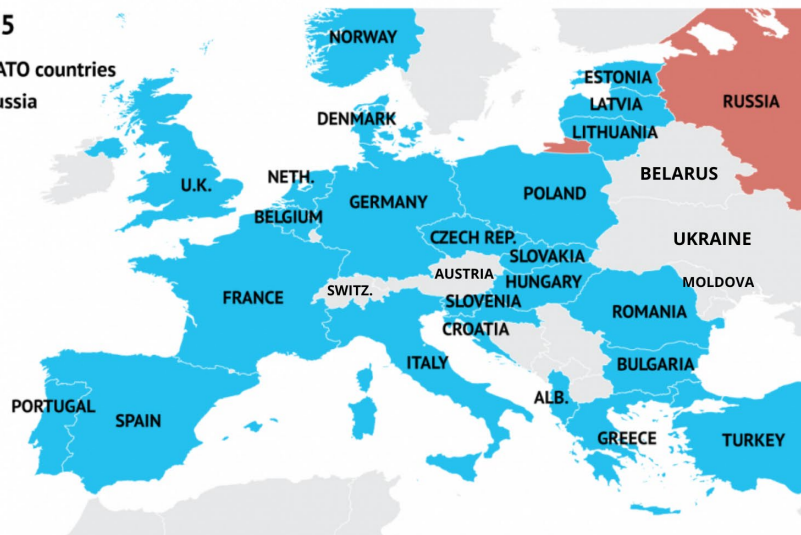 5
ATO countries
ussia
NORWAY
ESTONIA
RUSSIA
LATVIA
DENMARK
LITHUANIA
BELARUS
NETH.
U.K.
POLAND
GERMANY
BELGIUM
CZECH REP.
UKRAINE
SLOVAKIA
AUSTRIA
HUNGARY
MOLDOVA
SWITZ.
FRANCE
SLOVENIA
ROMANIA
CROATIA
ITALY
BULGARIA
ALB.
PORTUGAL
SPAIN
GREECE
TURKEY